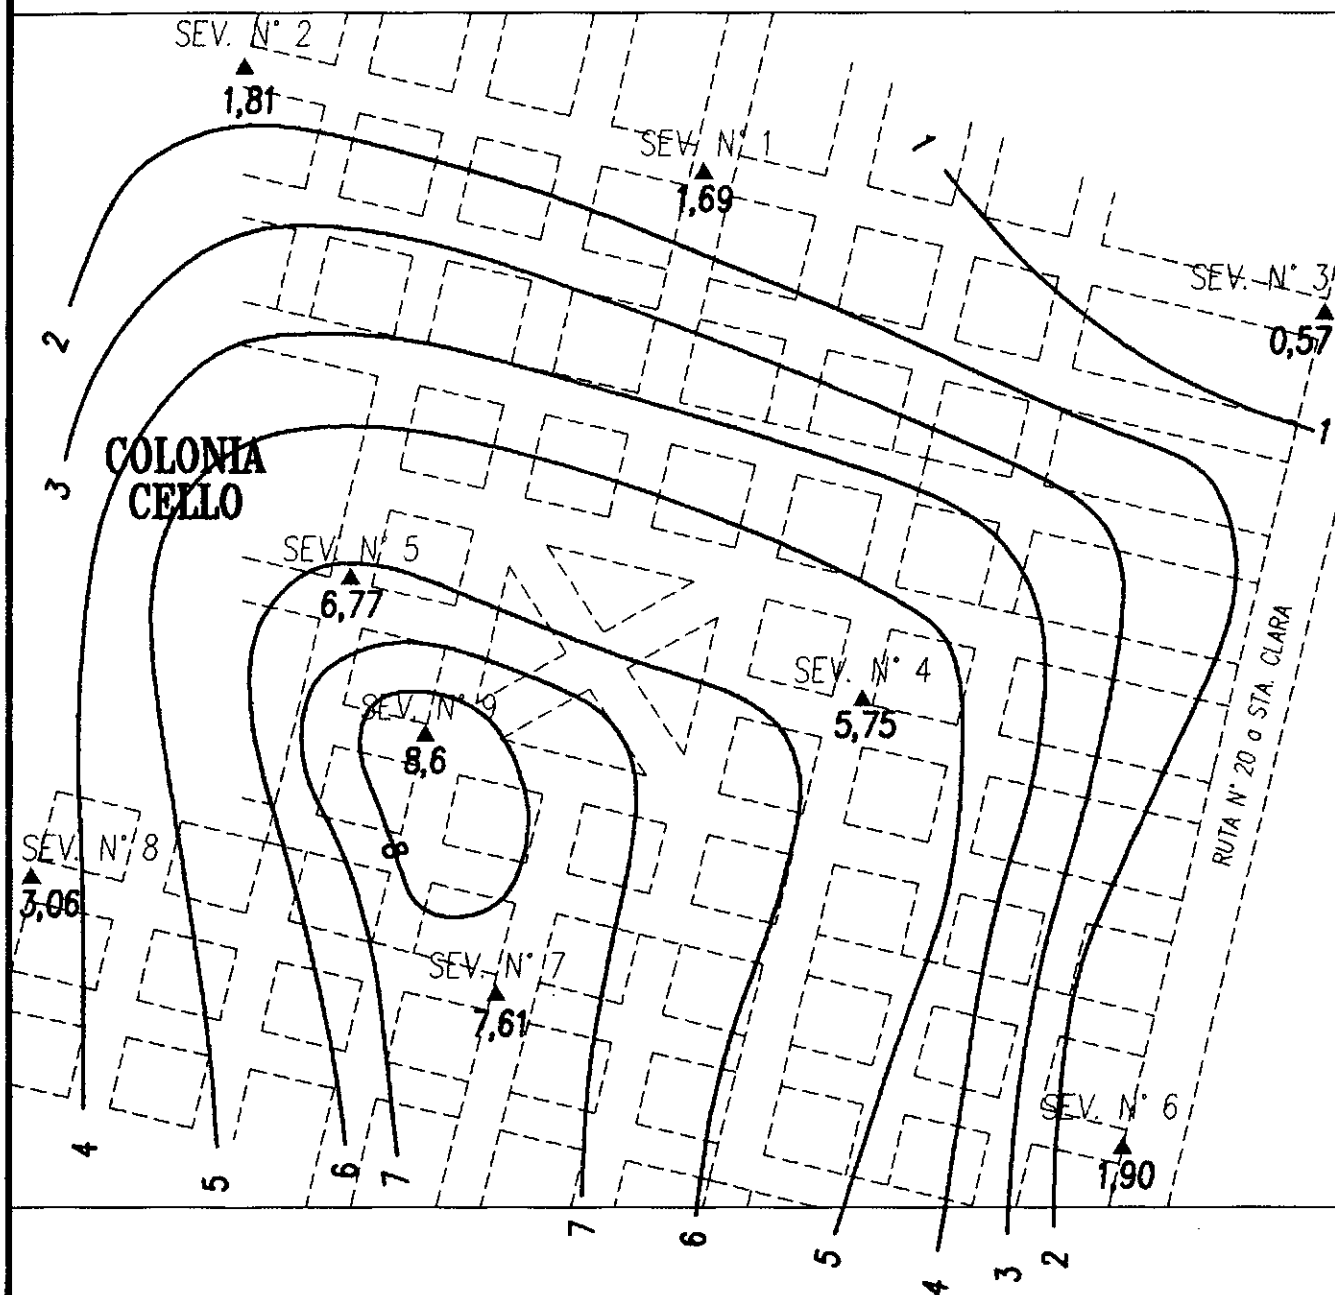 SEV. N° 2
1,81
SEV. N° 1
1,69
1
SEV. N° 3
0,57
1
2
3
COLONIA
CELLO
SEV. N° 5
6,77
SEV. N° 4
5,75
SEV. N° 9
8,6
8
RUTA N° 20 a STA. CLARA
SEV. N° 8
3,06
SEV. N° 7
7,61
SEV. N° 6
1,90
4
5
6
7
7
6
5
4
3
2